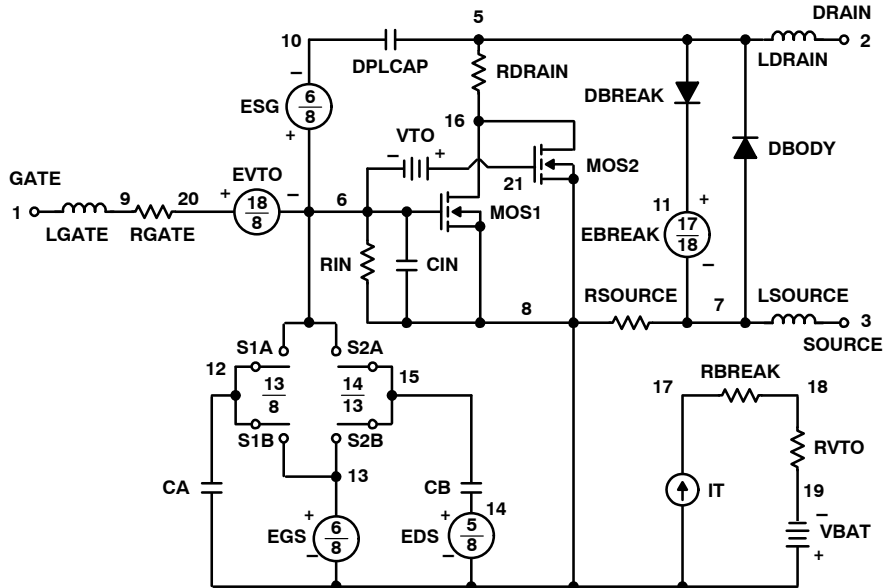 5
DRAIN
10
2
DPLCAP
LDRAIN
RDRAIN
−
ESG
6
8
+
DBREAK
16
VTO
−
+
DBODY
MOS2
GATE
EVTO
21
9
20
+
18
8
−
6
11
+
1
MOS1
LGATE
RGATE
EBREAK
17
18
−
RIN
CIN
8
RSOURCE
7
LSOURCE
3
SOURCE
S1A
S2A
12
13
8
14
13
15
RBREAK
17
18
S1B
S2B
RVTO
13
CA
CB
IT
19
14
−
VBAT
+
+
EGS
6
8
−
+
EDS
5
8
−